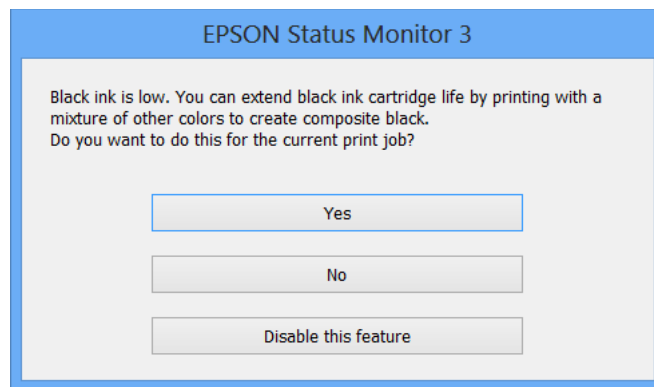 EPSON Status Monitor 3
Black ink is low. You can extend black ink cartridge life by printing with a
mixture of other colors to create composite black.
Do you want to do this for the current print job?
Yes
No
Disable this feature